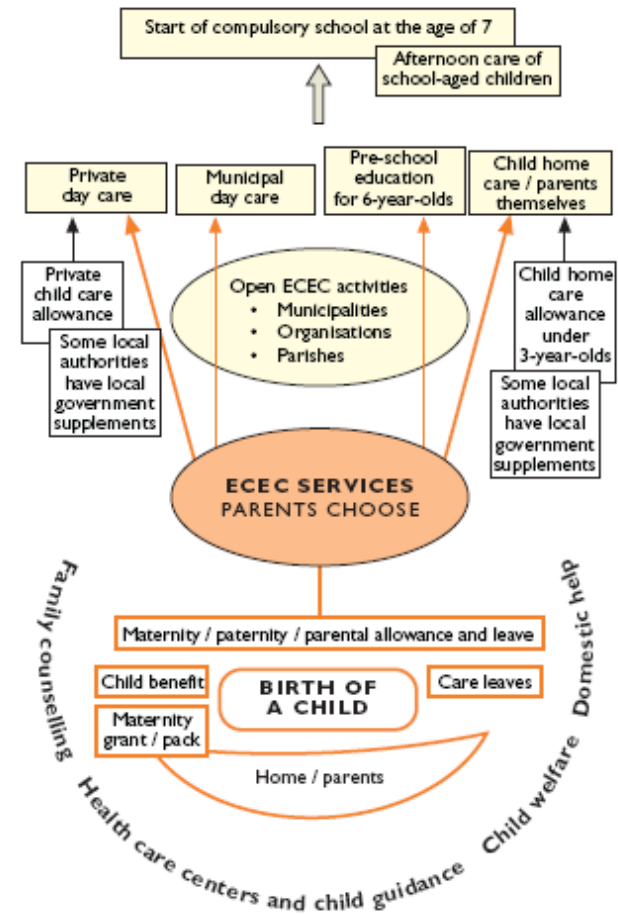 Start of compulsory school at the age of 7
Afternoon care of
school-aged children
Private
day care
Municipal
day care
Pre-school
education
for 6-year-olds
Child home
care / parents
themselves
Private
child care
allowance
Some local
authorities
have local
government
supplements
Open ECEC activities
• Municipalities
• Organisations
• Parishes
Child home
care
allowance
under
3-year-olds
Some local
authorities
have local
government
supplements
ECEC SERVICES
PARENTS CHOOSE
Maternity / paternity / parental allowance and leave
Child benefit
BIRTH OF
A CHILD
Care leaves
Maternity
grant / pack
Home / parents
Family counselling
Health care centers and child guidance
Child welfare
Domestic help